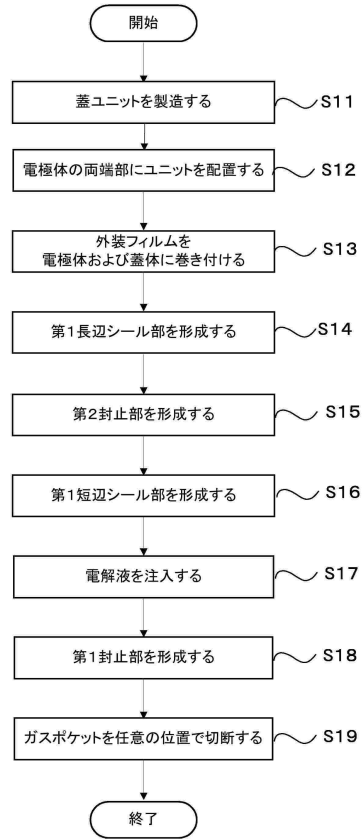 開始
蓋ユニットを製造する
S11
電極体の両端部にユニットを配置する
S12
外装フィルムを
電極体および蓋体に巻き付ける
S13
第1長辺シール部を形成する
S14
第2封止部を形成する
S15
第1短辺シール部を形成する
S16
電解液を注入する
S17
第1封止部を形成する
S18
ガスポケットを任意の位置で切断する
S19
終了